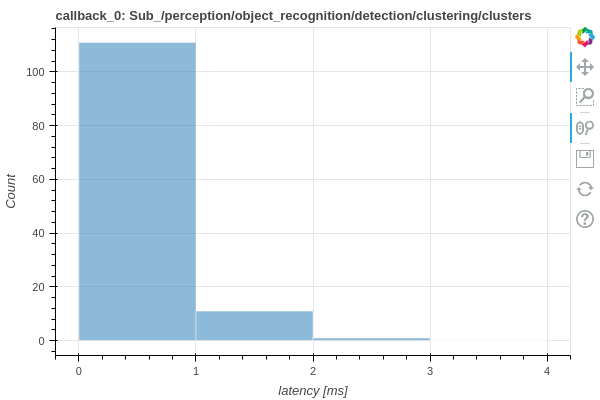 callback_0: Sub_/perception/object_recognition/detection/clustering/clusters
100
80
60
40
20
0
Count
0 1 2 3 4
latency [ms]